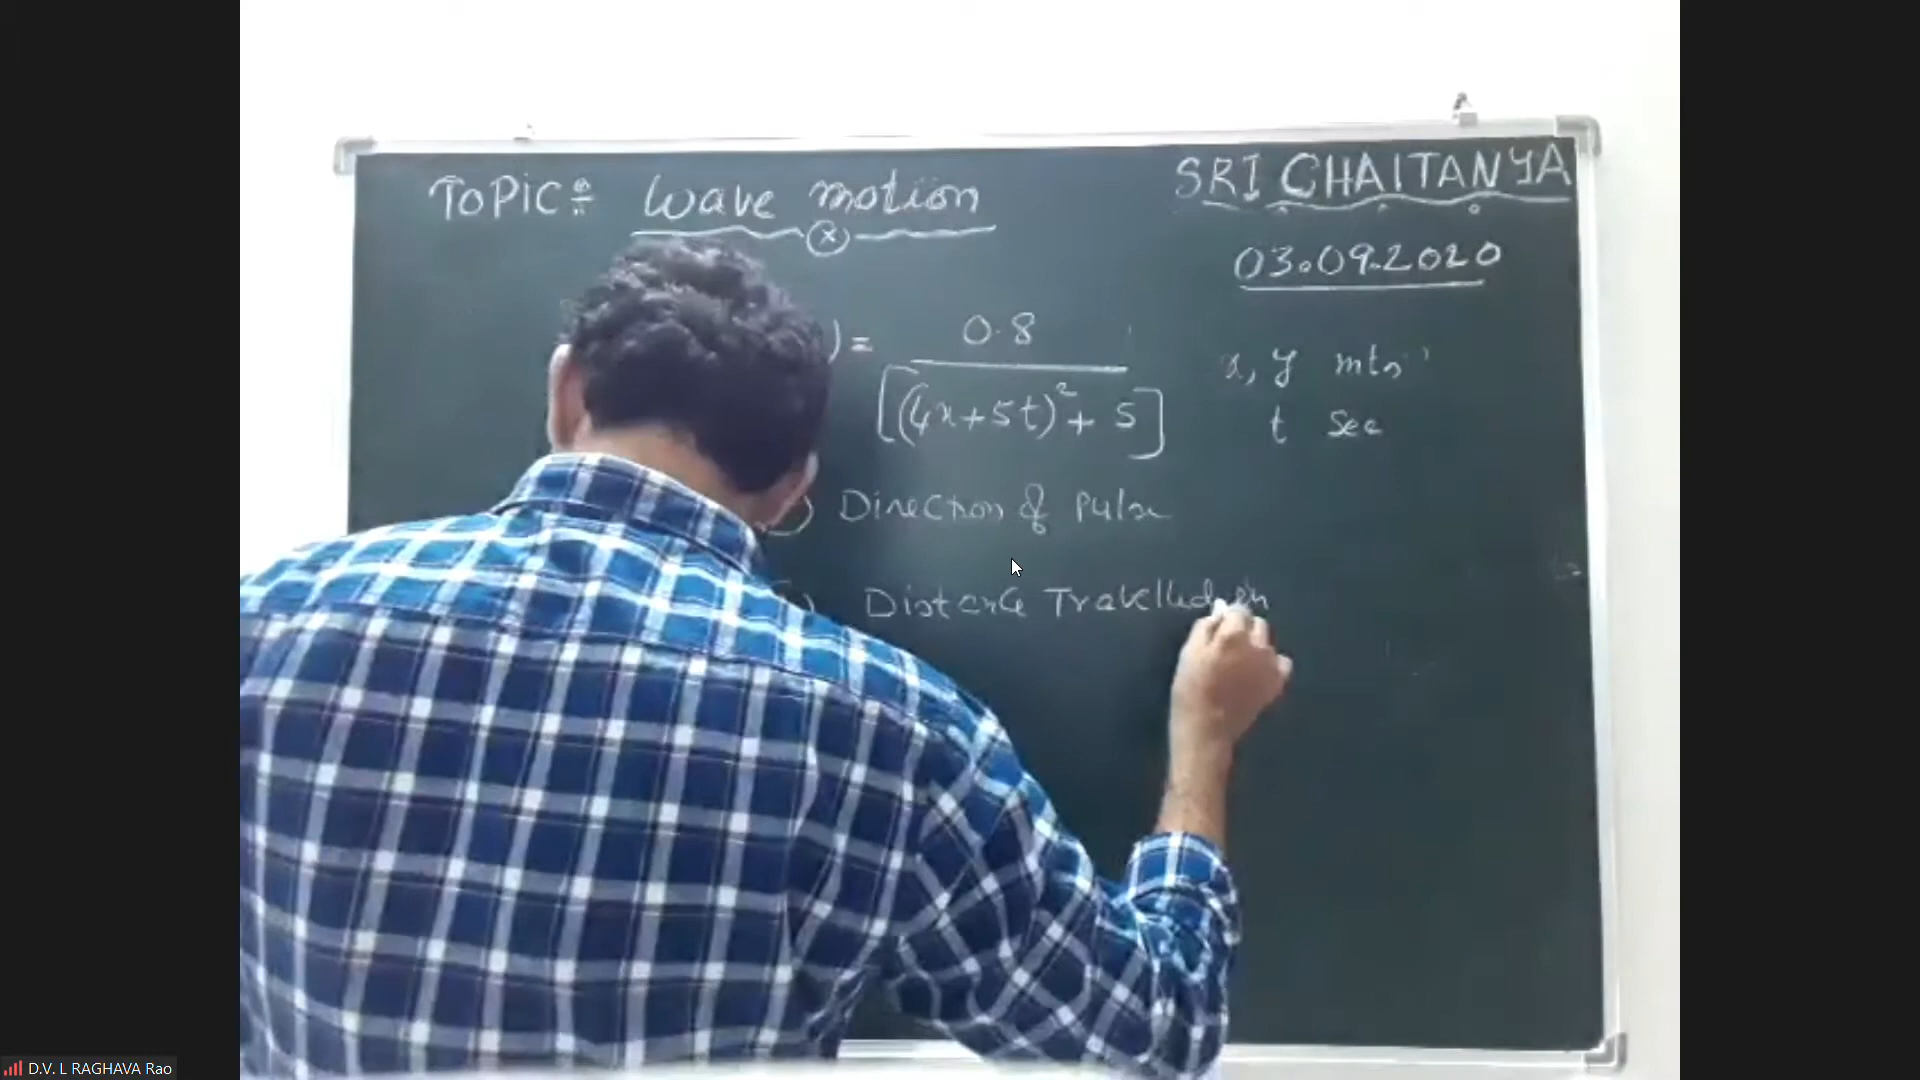 TOPIC:
Wave motion
SRI CHAITANYA
(x)
03.09.2020
) = 0.8
[(4x+5t)² + 5]
x, y mts
t Sec
) Direction of Pulse
) Distance Travelled in
D.V. L RAGHAVA Rao